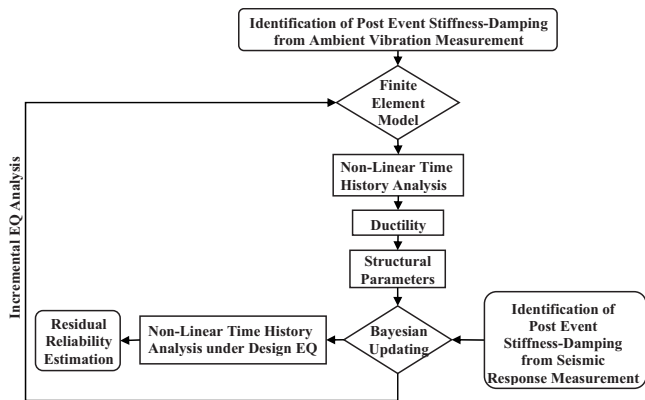 Identification of Post Event Stiffness-Damping
from Ambient Vibration Measurement
Finite
Element
Model
Non-Linear Time
History Analysis
Ductility
Structural
Parameters
Incremental EQ Analysis
Residual
Reliability
Estimation
Non-Linear Time History
Analysis under Design EQ
Bayesian
Updating
Identification of
Post Event
Stiffness-Damping
from Seismic
Response Measurement